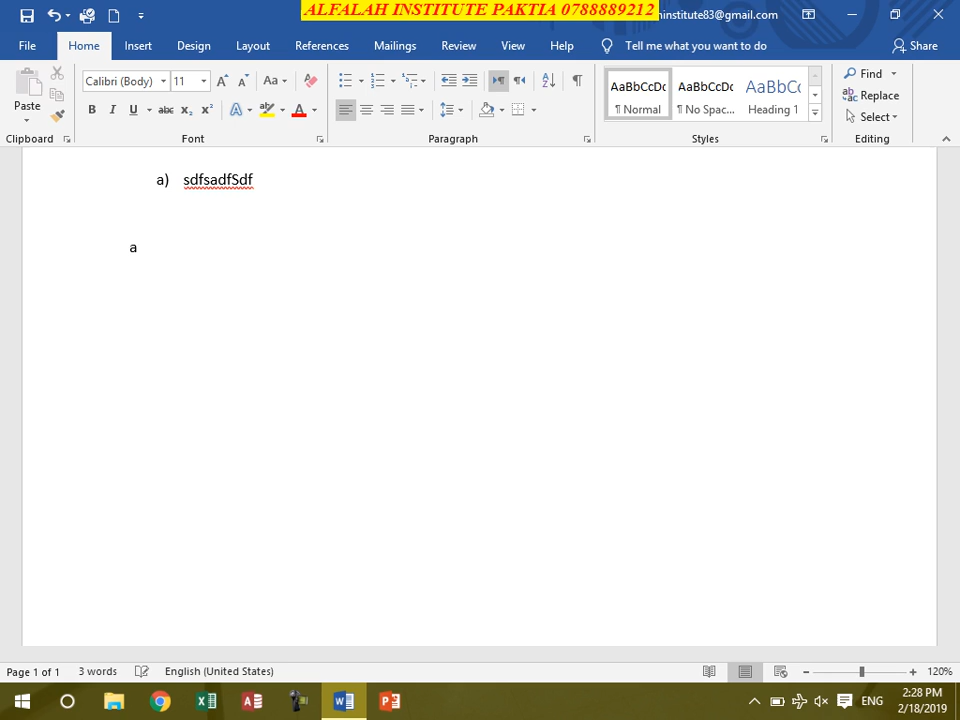 ALFALAH INSTITUTE PAKTIA 0788889212
institute83@gmail.com
File Home Insert Design Layout References Mailings Review View Help Tell me what you want to do Share
Paste
Calibri (Body) 11
Aa
B I U abc x₂ x² A ab A
AaBbCcDc AaBbCcDc AaBbCc
¶ Normal ¶ No Spac... Heading 1
Find
Replace
Select
Clipboard Font Paragraph Styles Editing
a) sdfsadfSdf
a
Page 1 of 1 3 words English (United States) 120%
ENG
2:28 PM
2/18/2019